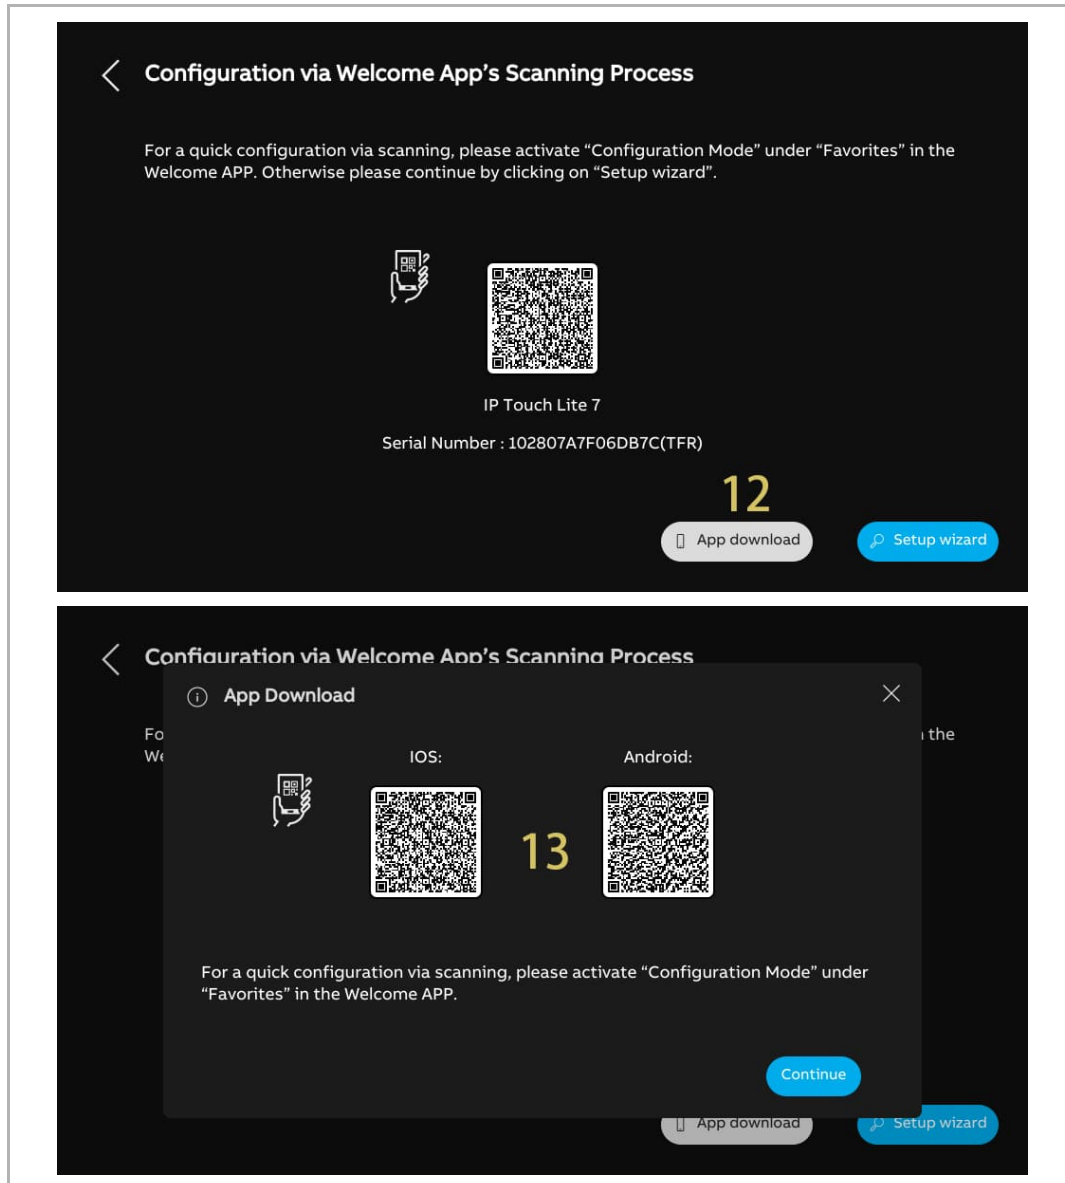 Configuration via Welcome App's Scanning Process
For a quick configuration via scanning, please activate “Configuration Mode” under “Favorites” in the
Welcome APP. Otherwise please continue by clicking on “Setup wizard”.
IP Touch Lite 7
Serial Number : 102807A7F06DB7C(TFR)
12
App download
Setup wizard
Configuration via Welcome App's Scanning Process
App Download
Fo
the
We
IOS:
Android:
13
For a quick configuration via scanning, please activate “Configuration Mode” under
“Favorites” in the Welcome APP.
Continue
App download
Setup wizard